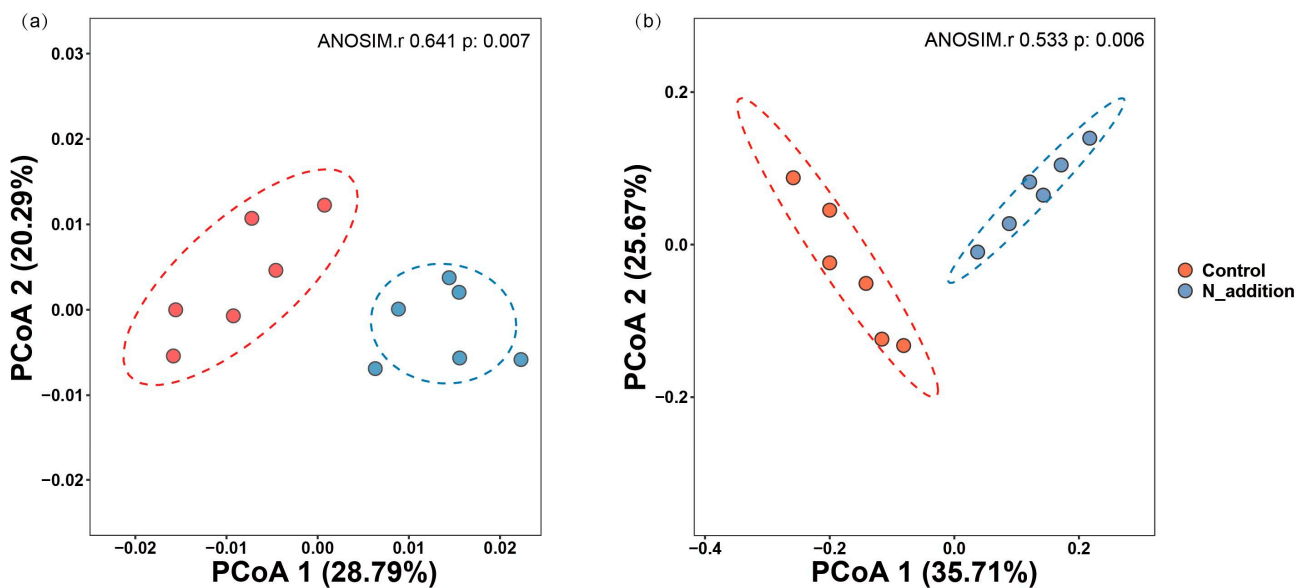 (a)
ANOSIM.r 0.641 p: 0.007
PCoA 2 (20.29%)
0.03
0.02
0.01
0.00
−0.01
−0.02
−0.02
−0.01
0.00
0.01
0.02
PCoA 1 (28.79%)
(b)
ANOSIM.r 0.533 p: 0.006
PCoA 2 (25.67%)
0.2
0.0
−0.2
−0.4
−0.2
0.0
0.2
PCoA 1 (35.71%)
Control
N_addition